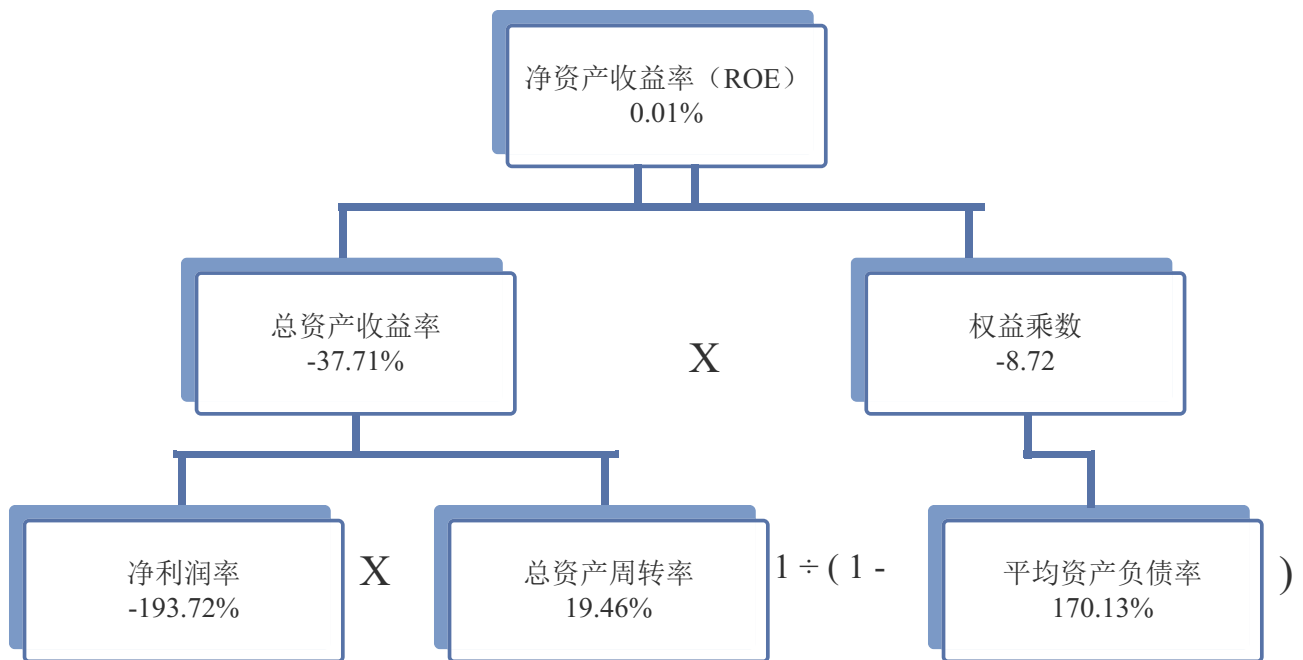 净资产收益率（ROE）
0.01%
总资产收益率
-37.71%
X
权益乘数
-8.72
净利润率
-193.72%
X
总资产周转率
19.46%
1 ÷ ( 1 -
平均资产负债率
170.13%
)